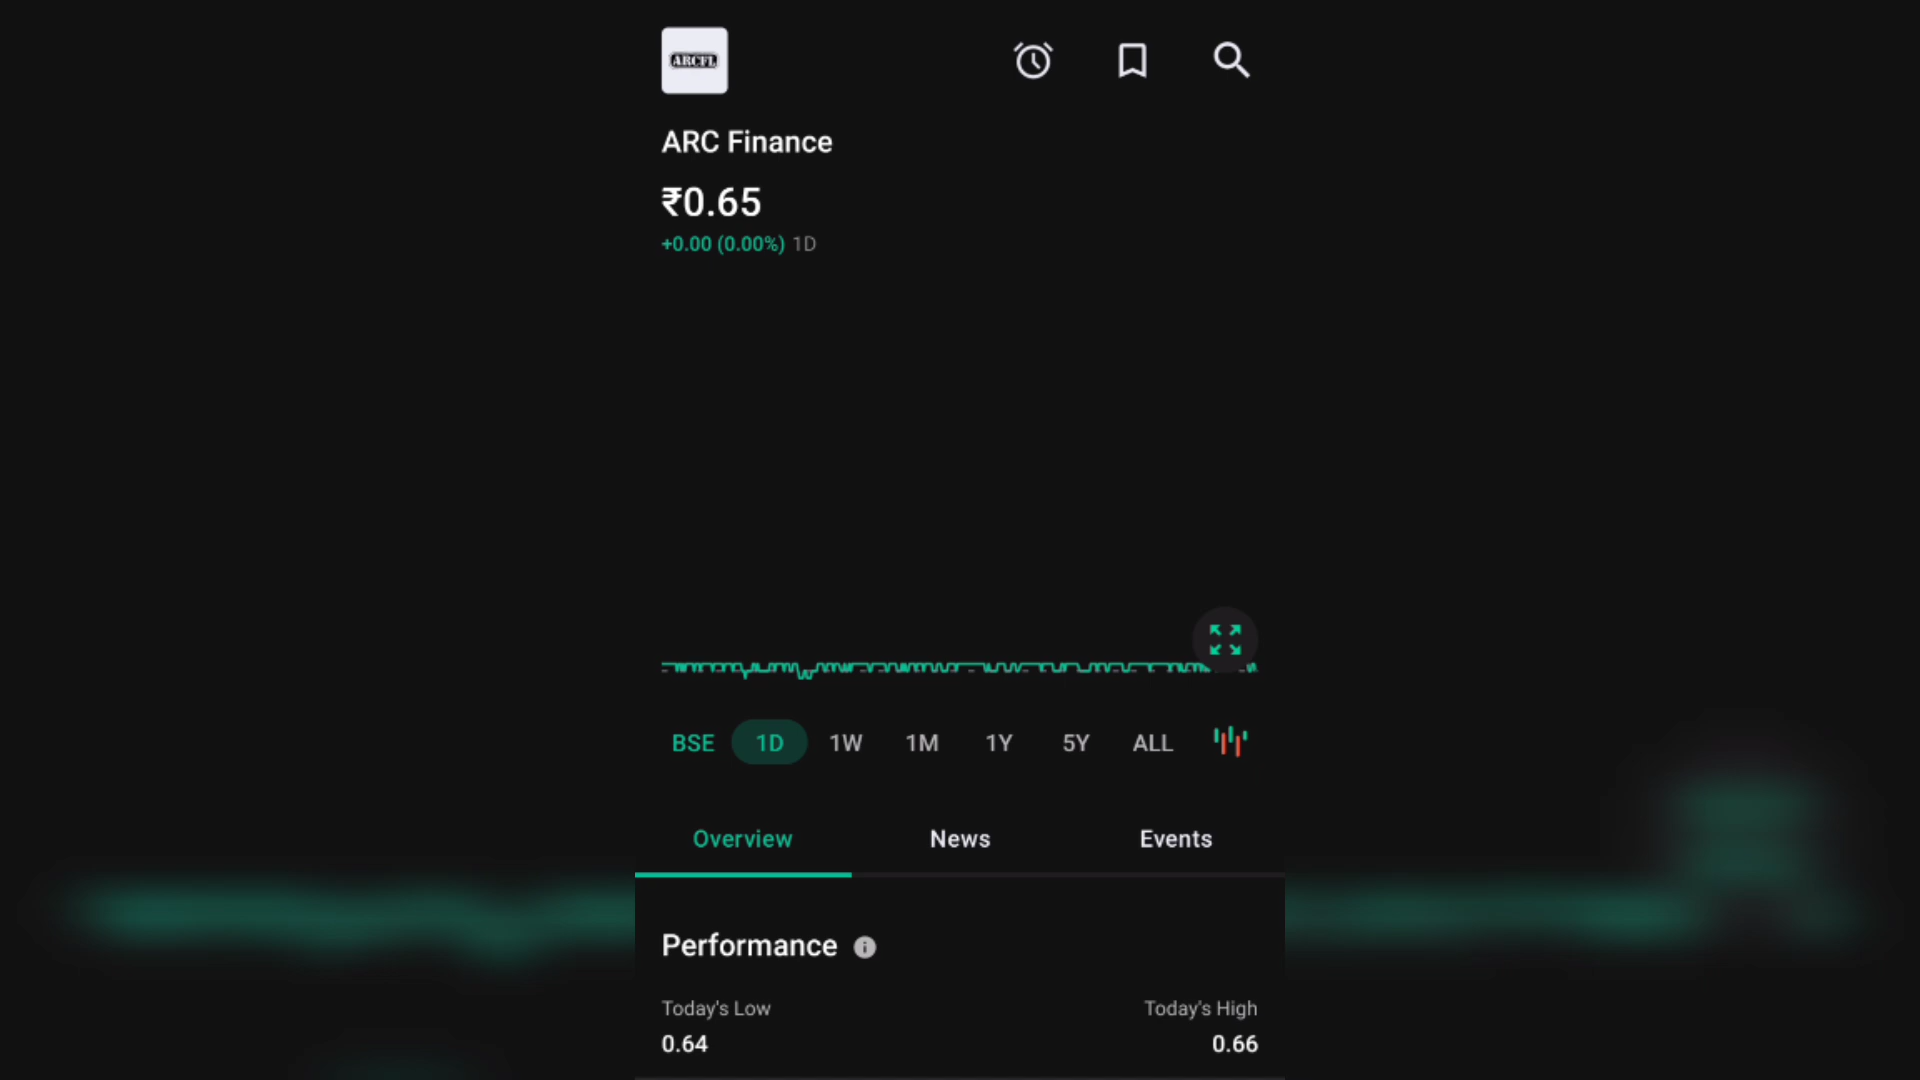 ARCFL
ARC Finance
₹0.65
+0.00 (0.00%) 1D
BSE 1D 1W 1M 1Y 5Y ALL
Overview News Events
Performance
Today's Low Today's High
0.64 0.66